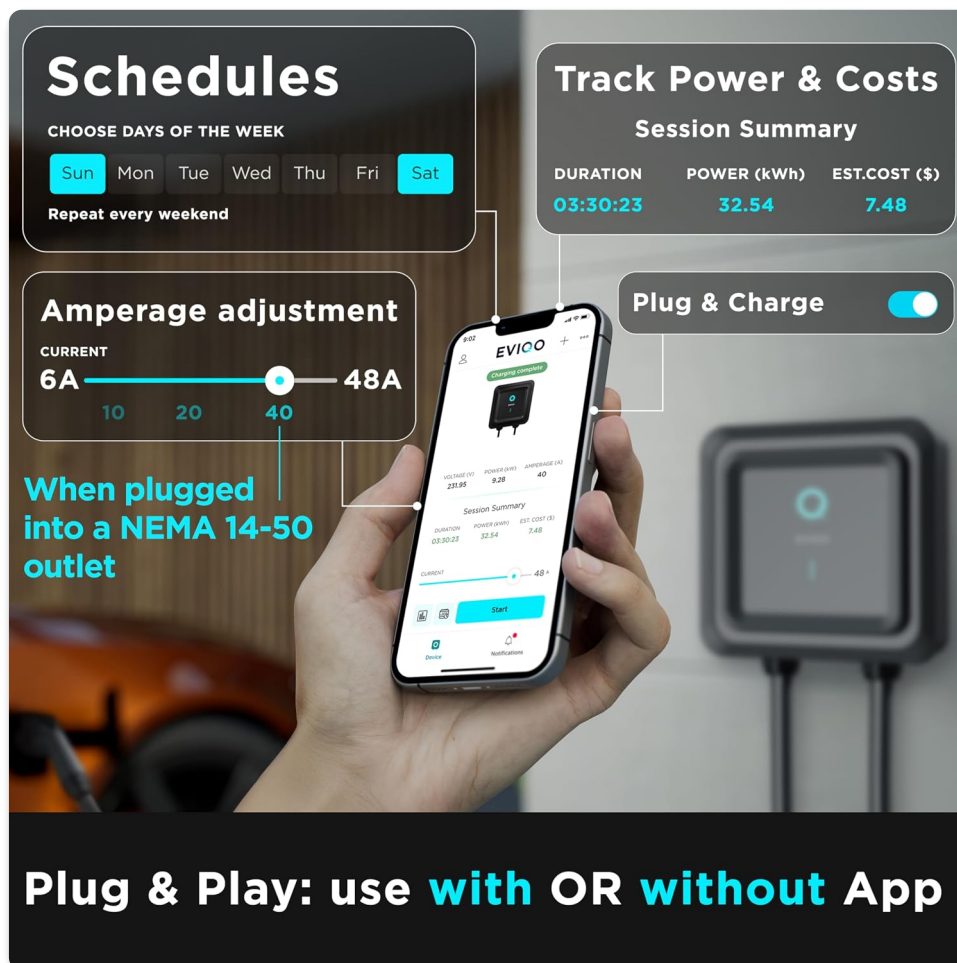 Schedules
CHOOSE DAYS OF THE WEEK
Sun Mon Tue Wed Thu Fri Sat
Repeat every weekend
Track Power & Costs
Session Summary
DURATION POWER (kWh) EST.COST ($)
03:30:23 32.54 7.48
Amperage adjustment
CURRENT
6A 48A
10 20 40
When plugged
into a NEMA 14-50
outlet
Plug & Charge
9:02
EVIQO
Charging complete
VOLTAGE (V) POWER (kW) AMPERAGE (A)
231.95 9.28 40
Session Summary
DURATION POWER (kWh) EST. COST ($)
03:30:23 32.54 7.48
CURRENT
48 A
Start
Device Notifications
Plug & Play: use with OR without App